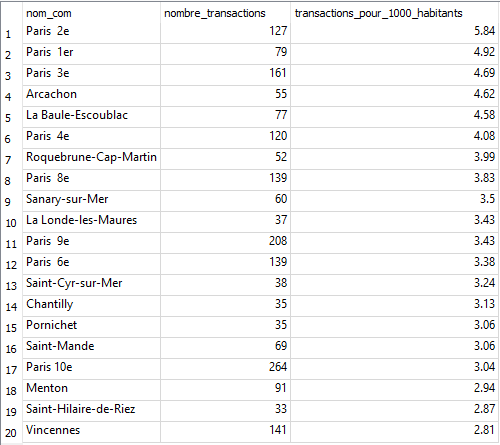 nom_com nombre_transactions transactions_pour_1000_habitants
1 Paris 2e 127 5.84
2 Paris 1er 79 4.92
3 Paris 3e 161 4.69
4 Arcachon 55 4.62
5 La Baule-Escoublac 77 4.58
6 Paris 4e 120 4.08
7 Roquebrune-Cap-Martin 52 3.99
8 Paris 8e 139 3.83
9 Sanary-sur-Mer 60 3.5
10 La Londe-les-Maures 37 3.43
11 Paris 9e 208 3.43
12 Paris 6e 139 3.38
13 Saint-Cyr-sur-Mer 38 3.24
14 Chantilly 35 3.13
15 Pornichet 35 3.06
16 Saint-Mande 69 3.06
17 Paris 10e 264 3.04
18 Menton 91 2.94
19 Saint-Hilaire-de-Riez 33 2.87
20 Vincennes 141 2.81